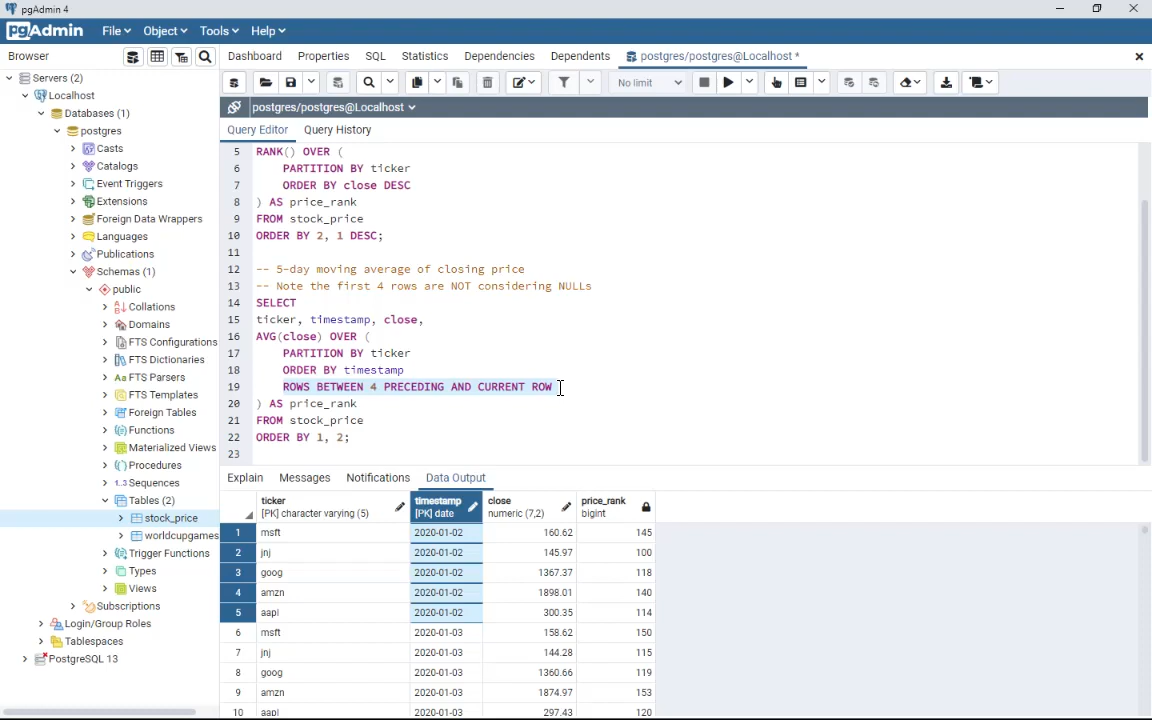 pgAdmin 4
pgAdmin File Object Tools Help
Browser Dashboard Properties SQL Statistics Dependencies Dependents postgres/postgres@Localhost *
Servers (2)
Localhost
Databases (1)
postgres
Casts
Catalogs
Event Triggers
Extensions
Foreign Data Wrappers
Languages
Publications
Schemas (1)
public
Collations
Domains
FTS Configurations
FTS Dictionaries
Aa FTS Parsers
FTS Templates
Foreign Tables
Functions
Materialized Views
Procedures
1..3 Sequences
Tables (2)
stock_price
worldcupgames
Trigger Functions
Types
Views
Subscriptions
Login/Group Roles
Tablespaces
PostgreSQL 13
No limit
postgres/postgres@Localhost
Query Editor Query History
5 RANK() OVER (
6 PARTITION BY ticker
7 ORDER BY close DESC
8 ) AS price_rank
9 FROM stock_price
10 ORDER BY 2, 1 DESC;
11
12 -- 5-day moving average of closing price
13 -- Note the first 4 rows are NOT considering NULLs
14 SELECT
15 ticker, timestamp, close,
16 AVG(close) OVER (
17 PARTITION BY ticker
18 ORDER BY timestamp
19 ROWS BETWEEN 4 PRECEDING AND CURRENT ROW
20 ) AS price_rank
21 FROM stock_price
22 ORDER BY 1, 2;
23
Explain Messages Notifications Data Output
ticker timestamp close price_rank
[PK] character varying (5) [PK] date numeric (7,2) bigint
1 msft 2020-01-02 160.62 145
2 jnj 2020-01-02 145.97 100
3 goog 2020-01-02 1367.37 118
4 amzn 2020-01-02 1898.01 140
5 aapl 2020-01-02 300.35 114
6 msft 2020-01-03 158.62 150
7 jnj 2020-01-03 144.28 115
8 goog 2020-01-03 1360.66 119
9 amzn 2020-01-03 1874.97 153
10 aapl 2020-01-03 297.43 120